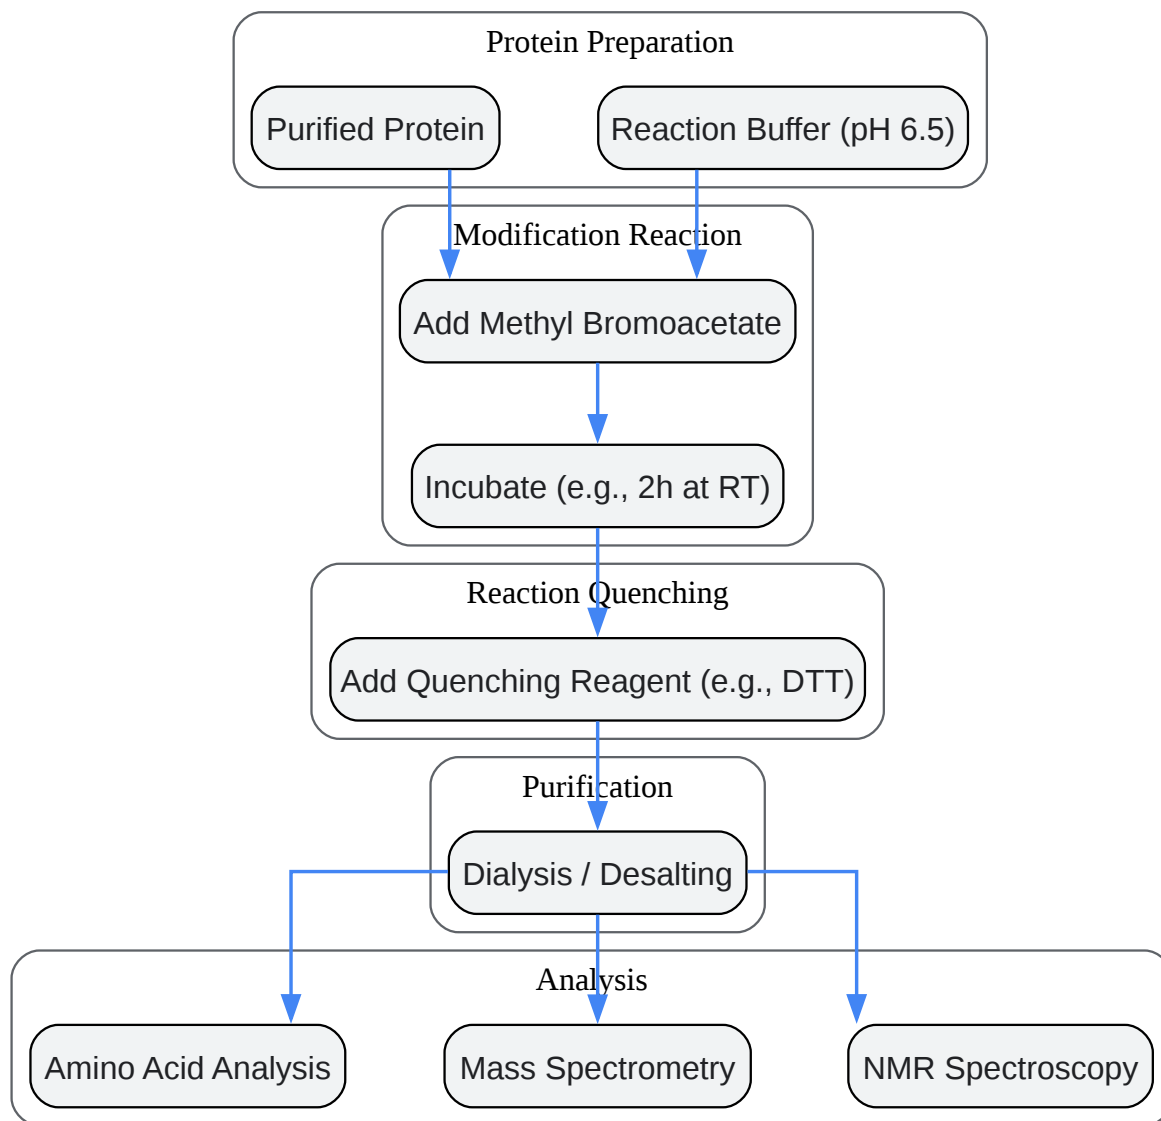 Protein Preparation
Purified Protein
Reaction Buffer (pH 6.5)
Modification Reaction
Add Methyl Bromoacetate
Incubate (e.g., 2h at RT)
Reaction Quenching
Add Quenching Reagent (e.g., DTT)
Purification
Dialysis / Desalting
Analysis
Amino Acid Analysis
Mass Spectrometry
NMR Spectroscopy